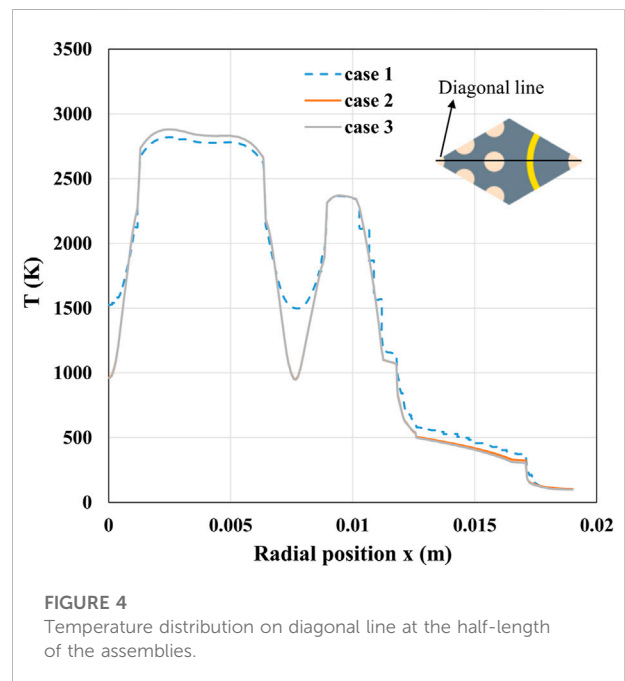 3500
3000
2500
2000
1500
1000
500
0
T (K)
case 1
case 2
case 3
Diagonal line
0
0.005
0.01
0.015
0.02
Radial position x (m)
FIGURE 4
Temperature distribution on diagonal line at the half-length
of the assemblies.